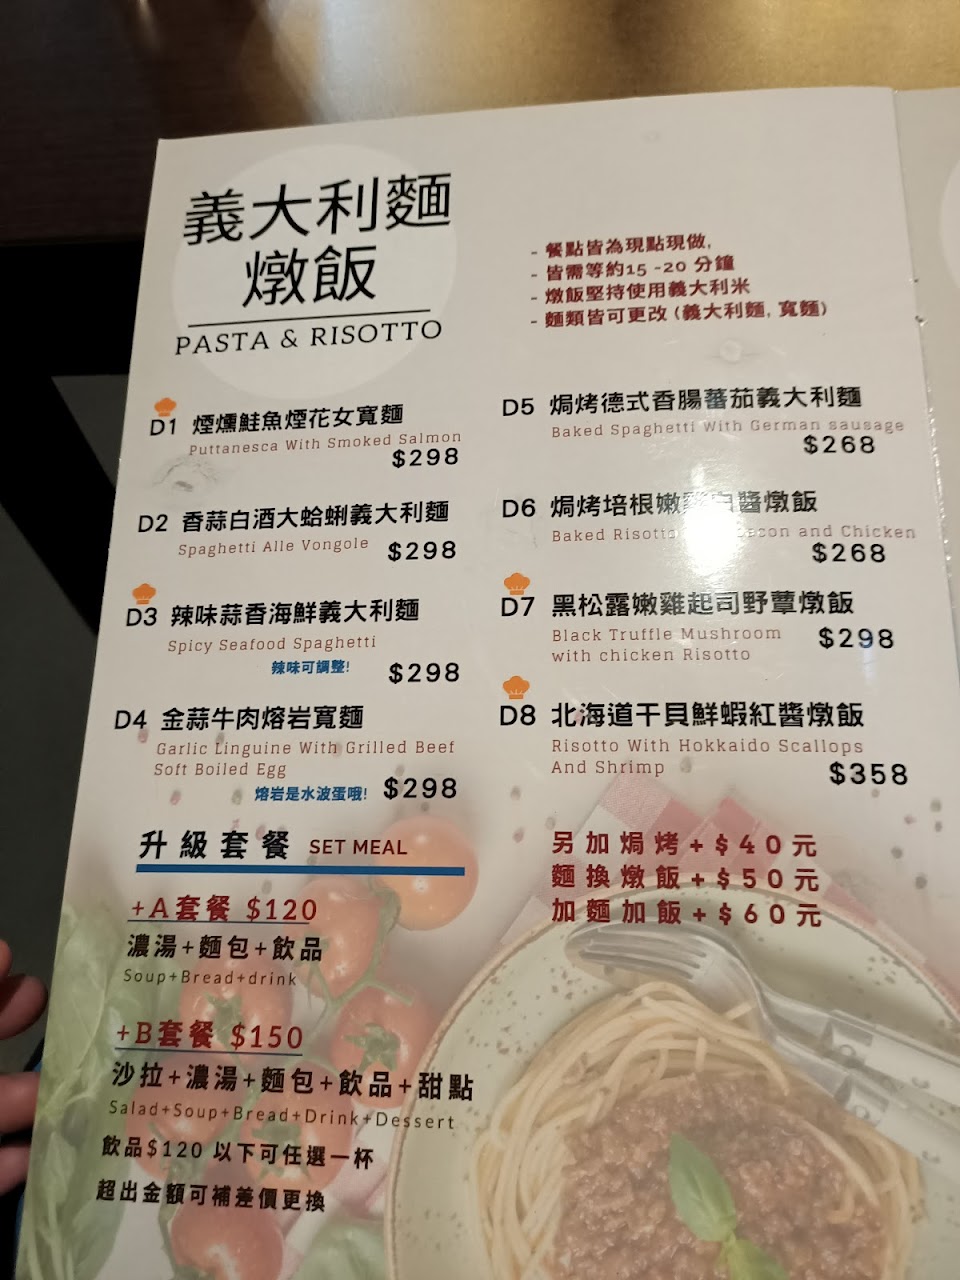 義大利麵
燉飯
PASTA & RISOTTO
- 餐點皆為現點現做,
- 皆需等約15 -20 分鐘
- 燉飯堅持使用義大利米
- 麵類皆可更改 (義大利麵, 寬麵)
D1 煙燻鮭魚煙花女寬麵
Puttanesca With Smoked Salmon
$298
D2 香蒜白酒大蛤蜊義大利麵
Spaghetti Alle Vongole $298
D3 辣味蒜香海鮮義大利麵
Spicy Seafood Spaghetti
辣味可調整! $298
D4 金蒜牛肉熔岩寬麵
Garlic Linguine With Grilled Beef
Soft Boiled Egg
熔岩是水波蛋哦! $298
D5 焗烤德式香腸蕃茄義大利麵
Baked Spaghetti With German sausage
$268
D6 焗烤培根嫩雞白醬燉飯
Baked Risotto and Chicken
$268
D7 黑松露嫩雞起司野蕈燉飯
Black Truffle Mushroom
with chicken Risotto $298
D8 北海道干貝鮮蝦紅醬燉飯
Risotto With Hokkaido Scallops
And Shrimp $358
升級套餐 SET MEAL
+A套餐 $120
濃湯+麵包+飲品
Soup+Bread+drink
+B套餐 $150
沙拉+濃湯+麵包+飲品+甜點
Salad+Soup+Bread+Drink+Dessert
飲品$120 以下可任選一杯
超出金額可補差價更換
另加焗烤+$40元
麵換燉飯+$50元
加麵加飯+$60元